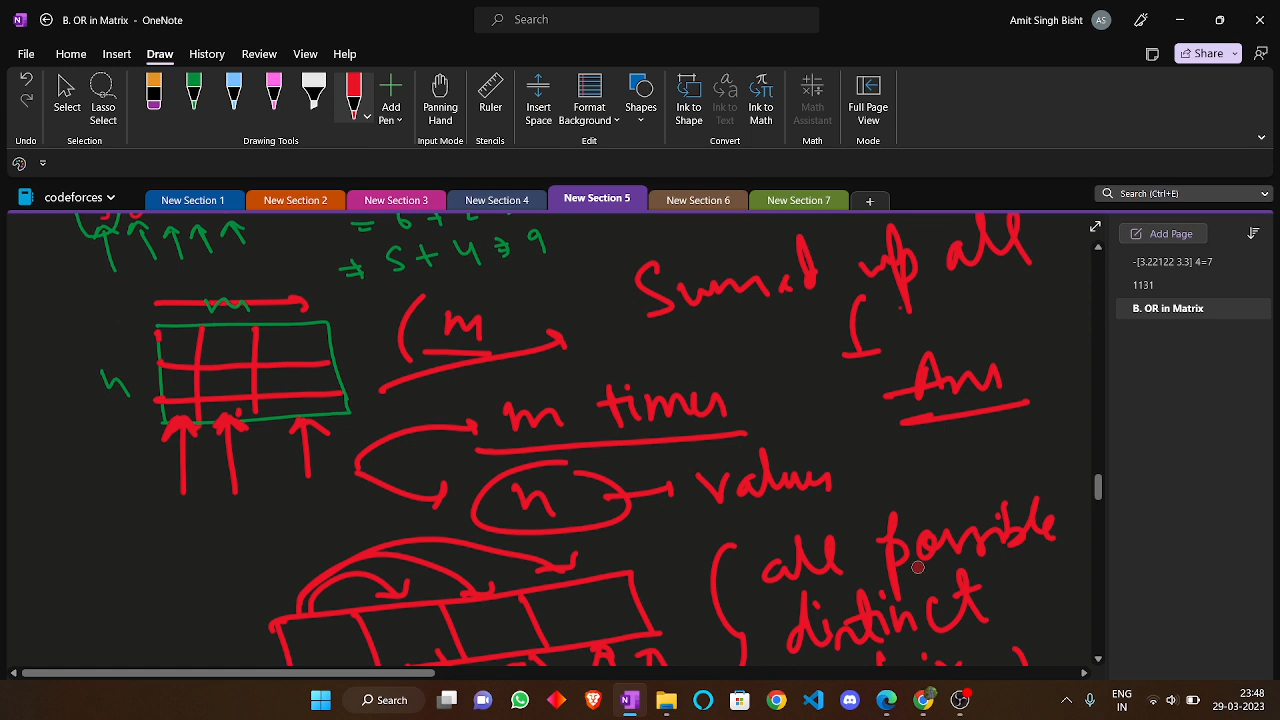 B. OR in Matrix - OneNote
Search
Amit Singh Bisht
AS
File Home Insert Draw History Review View Help
Share
Select
Lasso Select
Add Pen
Panning Hand
Ruler
Insert Space
Format Background
Shapes
Ink to Shape
Ink to Text
Ink to Math
Math Assistant
Full Page View
Undo
Selection
Drawing Tools
Input Mode
Stencils
Edit
Convert
Math
Mode
codeforces
New Section 1
New Section 2
New Section 3
New Section 4
New Section 5
New Section 6
New Section 7
Search (Ctrl+E)
Add Page
-[3.22122 3.3] 4=7
1131
B. OR in Matrix
⇒ 5 + 4 ⇒ 9
Sumed up all
m
(m
n
Ans
m times
n → values
(all possible
distinct
Search
ENG
IN
23:48
29-03-2023